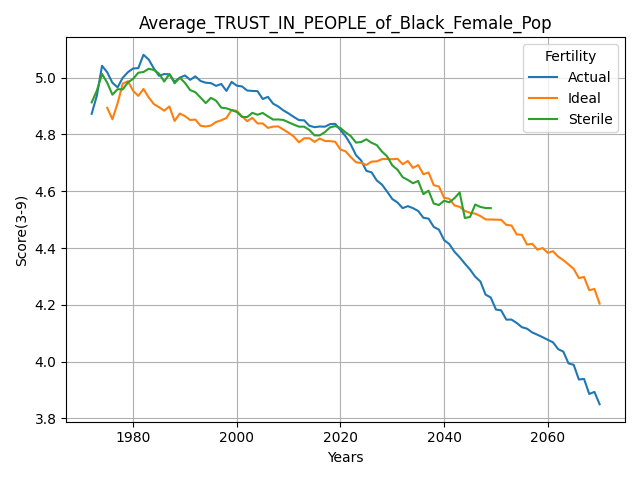 Average_TRUST_IN_PEOPLE_of_Black_Female_Pop
Fertility
Actual
Ideal
Sterile
Score(3-9)
5.0
4.8
4.6
4.4
4.2
4.0
3.8
1980 2000 2020 2040 2060
Years